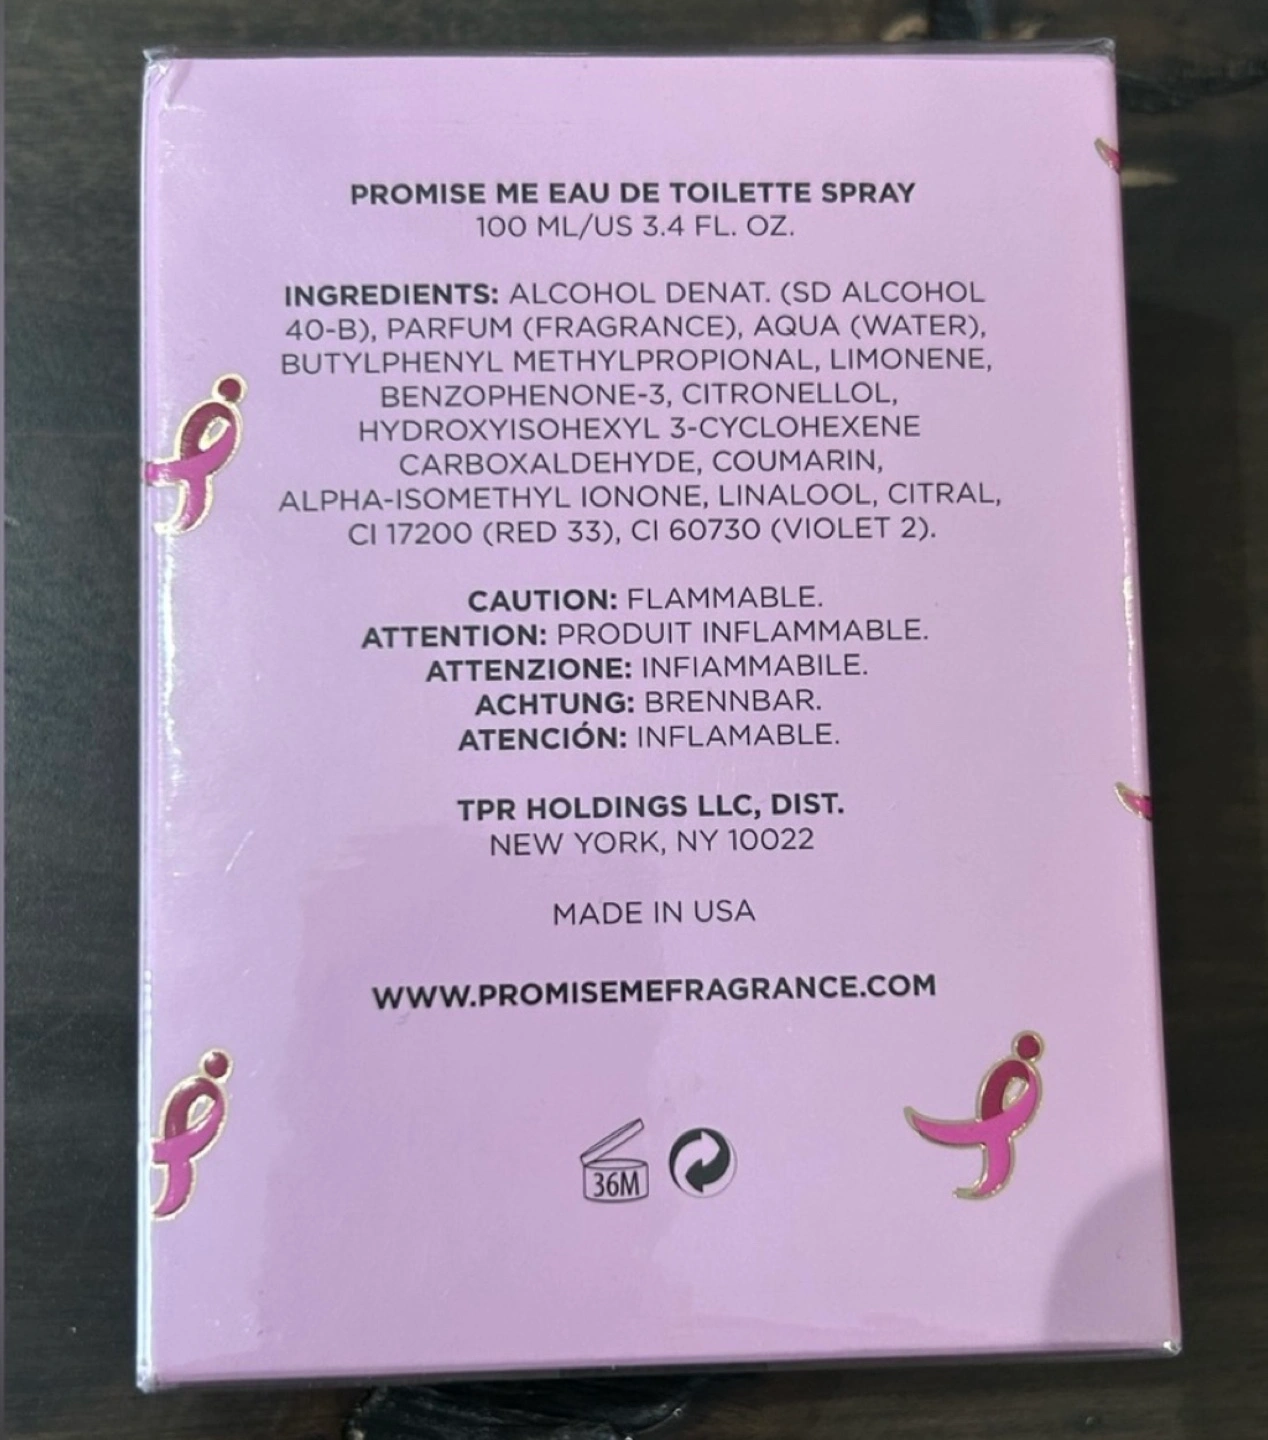 PROMISE ME EAU DE TOILETTE SPRAY
100 ML/US 3.4 FL. OZ.
INGREDIENTS: ALCOHOL DENAT. (SD ALCOHOL
40-B), PARFUM (FRAGRANCE), AQUA (WATER),
BUTYLPHENYL METHYLPROPIONAL, LIMONENE,
BENZOPHENONE-3, CITRONELLOL,
HYDROXYISOHEXYL 3-CYCLOHEXENE
CARBOXALDEHYDE, COUMARIN,
ALPHA-ISOMETHYL IONONE, LINALOOL, CITRAL,
CI 17200 (RED 33), CI 60730 (VIOLET 2).
CAUTION: FLAMMABLE.
ATTENTION: PRODUIT INFLAMMABLE.
ATTENZIONE: INFIAMMABILE.
ACHTUNG: BRENNBAR.
ATENCIÓN: INFLAMABLE.
TPR HOLDINGS LLC, DIST.
NEW YORK, NY 10022
MADE IN USA
WWW.PROMISEMEFRAGRANCE.COM
36M